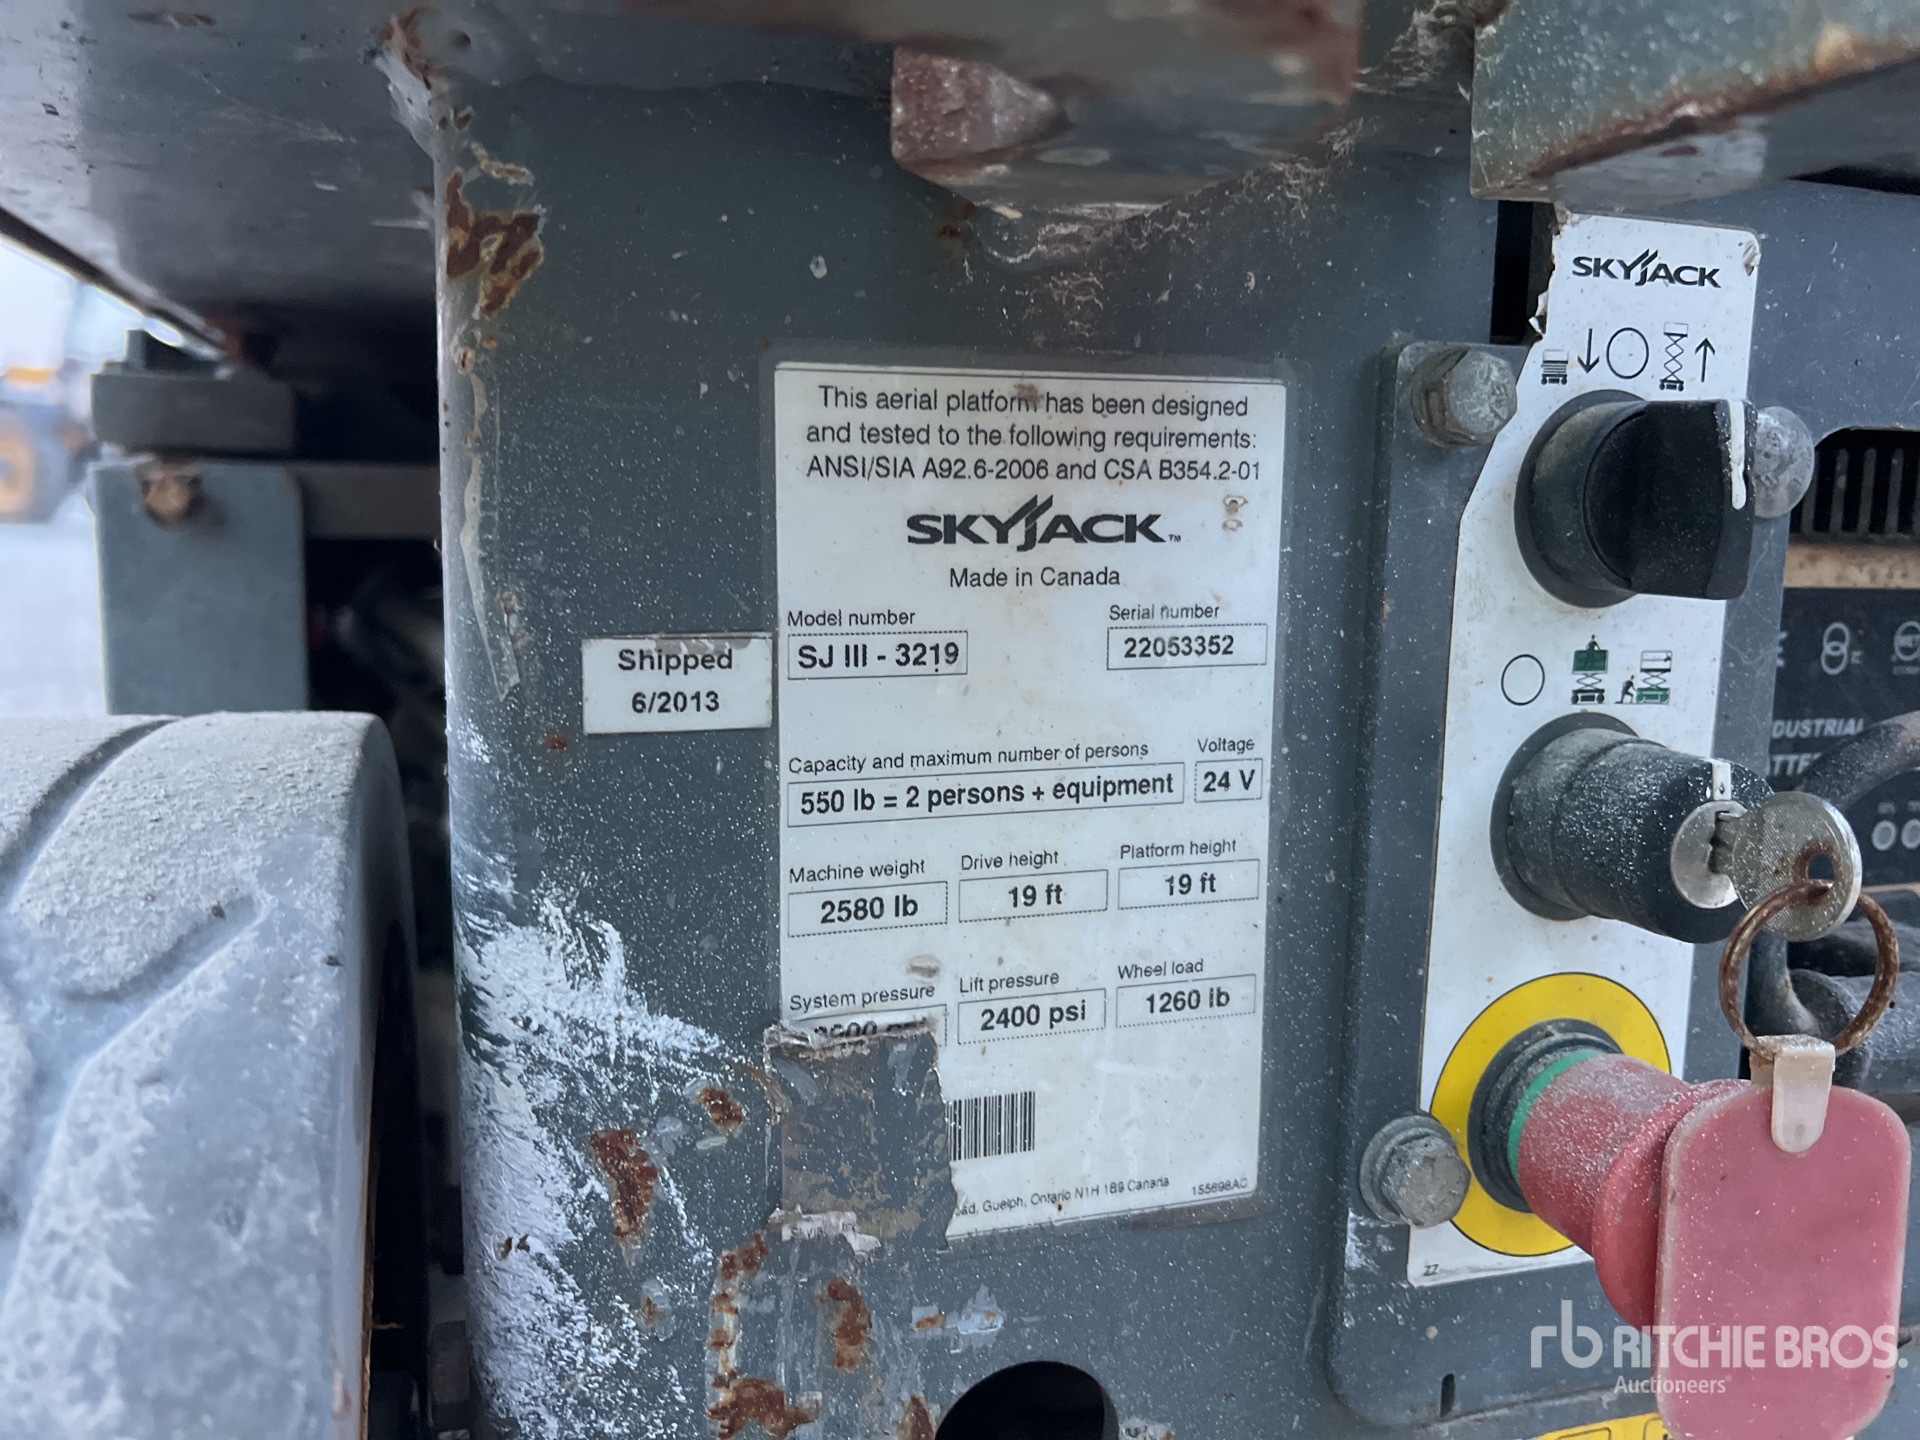 This aerial platform has been designed
and tested to the following requirements:
ANSI/SIA A92.6-2006 and CSA B354.2-01
SKYJACK™
Made in Canada
Model number Serial number
SJ III - 3219 22053352
Shipped
6/2013
Capacity and maximum number of persons Voltage
550 lb = 2 persons + equipment 24 V
Machine weight Drive height Platform height
2580 lb 19 ft 19 ft
System pressure Lift pressure Wheel load
2400 psi 1260 lb
Guelph, Ontario N1H 1B9 Canada 155698AC
SKYJACK
ZZ
rb RITCHIE BROS.
Auctioneers